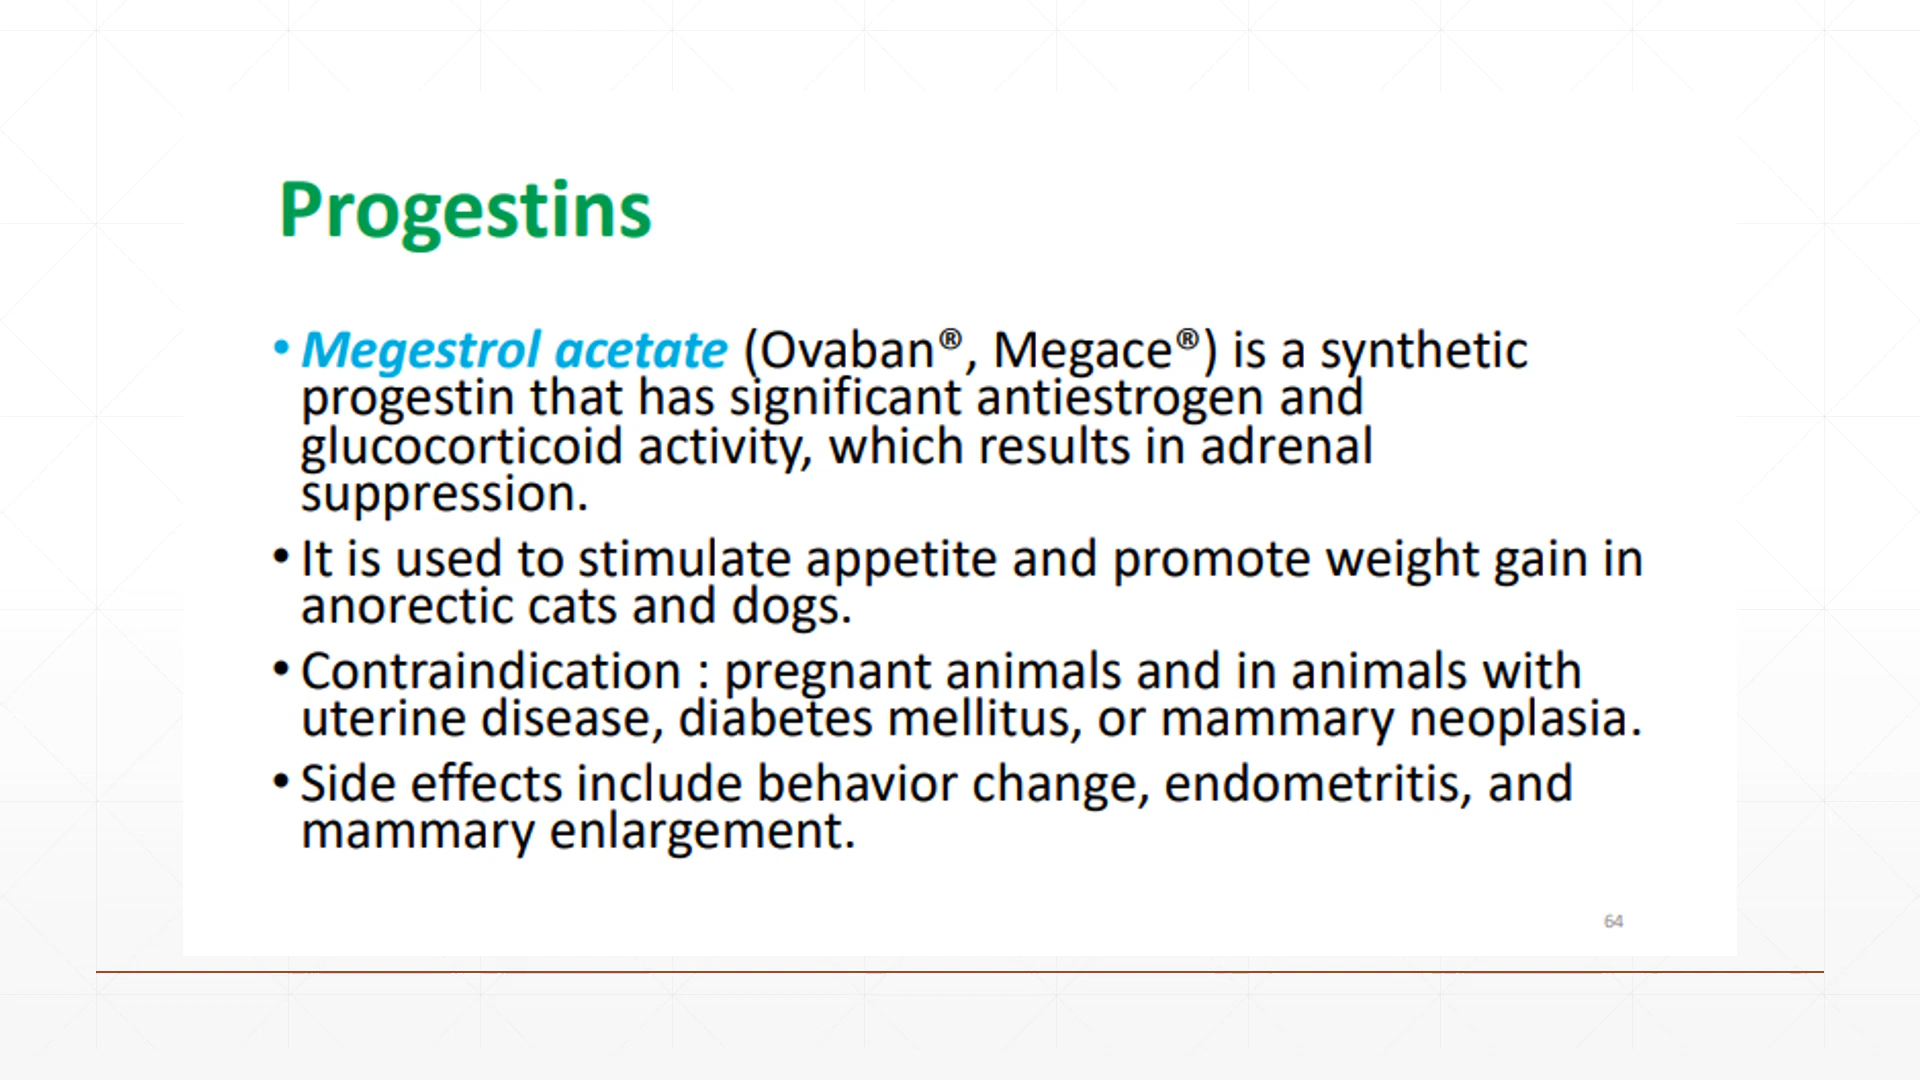 Progestins
• Megestrol acetate (Ovaban®, Megace®) is a synthetic
progestin that has significant antiestrogen and
glucocorticoid activity, which results in adrenal
suppression.
• It is used to stimulate appetite and promote weight gain in
anorectic cats and dogs.
• Contraindication : pregnant animals and in animals with
uterine disease, diabetes mellitus, or mammary neoplasia.
• Side effects include behavior change, endometritis, and
mammary enlargement.
64